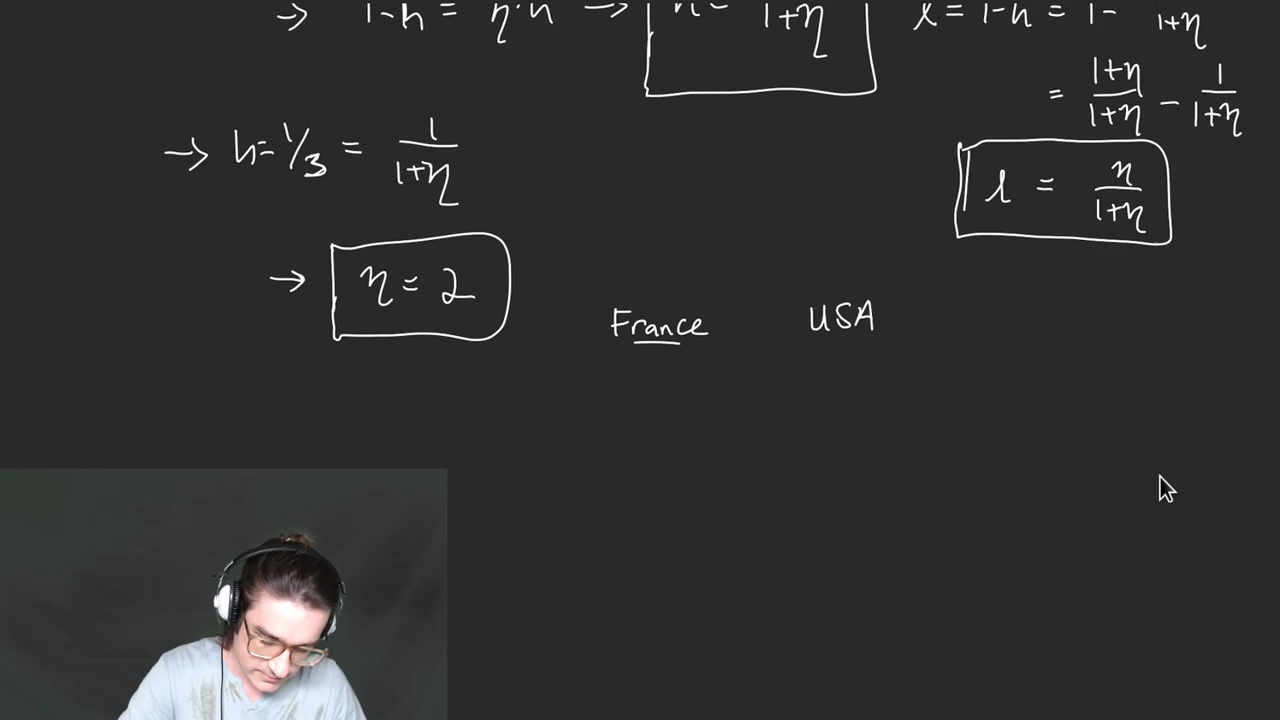 → 1-h = η·h → h = 1+η l = 1-h = 1- 1+η
= 1+η/1+η - 1/1+η
→ h = 1/3 = 1/1+η
l = η/1+η
→ η = 2
France USA